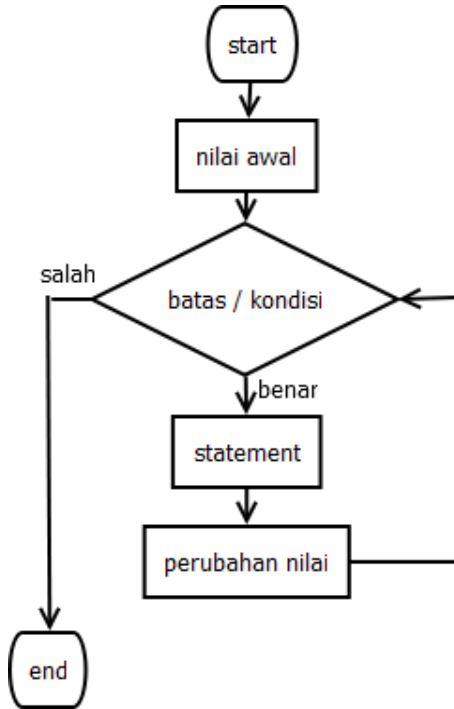 start
nilai awal
salah
batas / kondisi
benar
statement
perubahan nilai
end